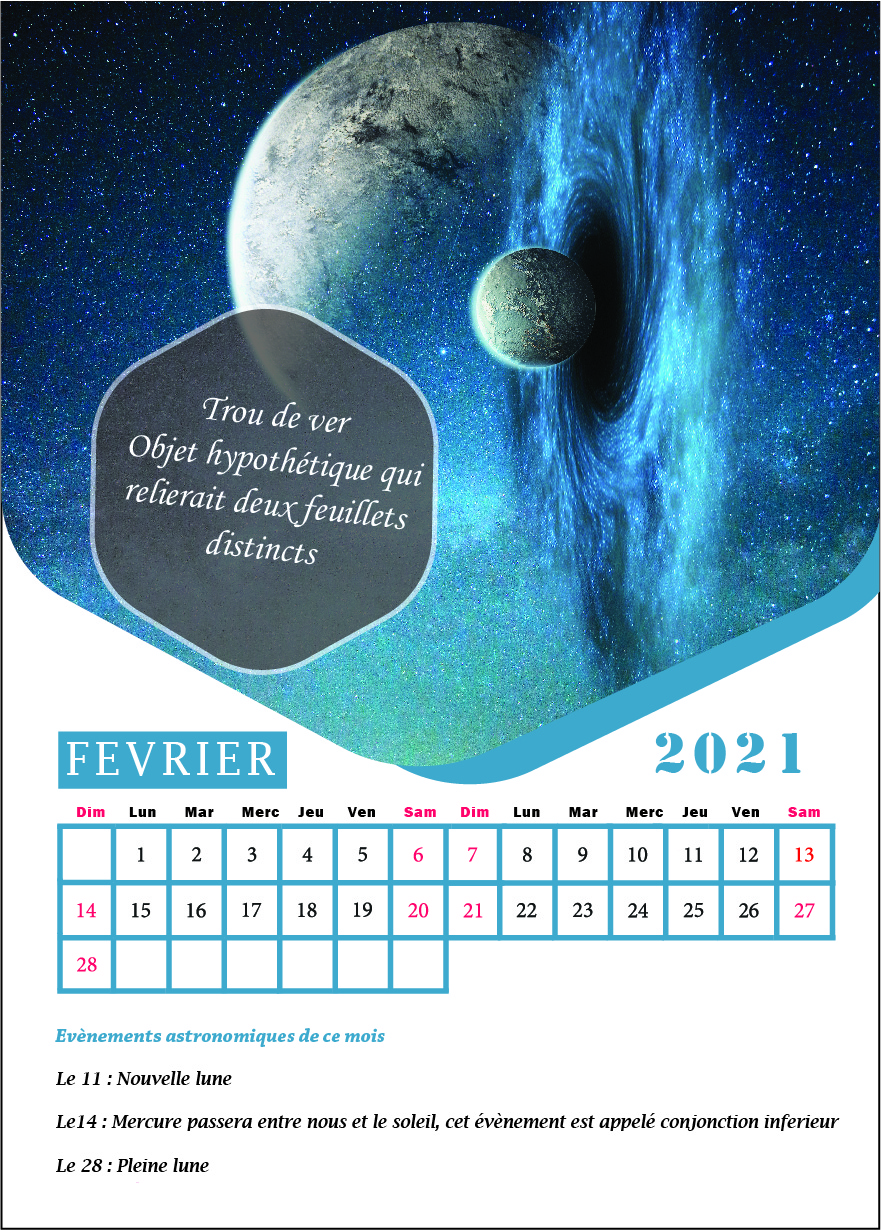 Trou de ver
Objet hypothétique qui
relierait deux feuillets
distincts
FEVRIER
2021
Dim Lun Mar Merc Jeu Ven Sam Dim Lun Mar Merc Jeu Ven Sam
1 2 3 4 5 6 7 8 9 10 11 12 13
14 15 16 17 18 19 20 21 22 23 24 25 26 27
28
Evènements astronomiques de ce mois
Le 11 : Nouvelle lune
Le14 : Mercure passera entre nous et le soleil, cet évènement est appelé conjonction inferieur
Le 28 : Pleine lune